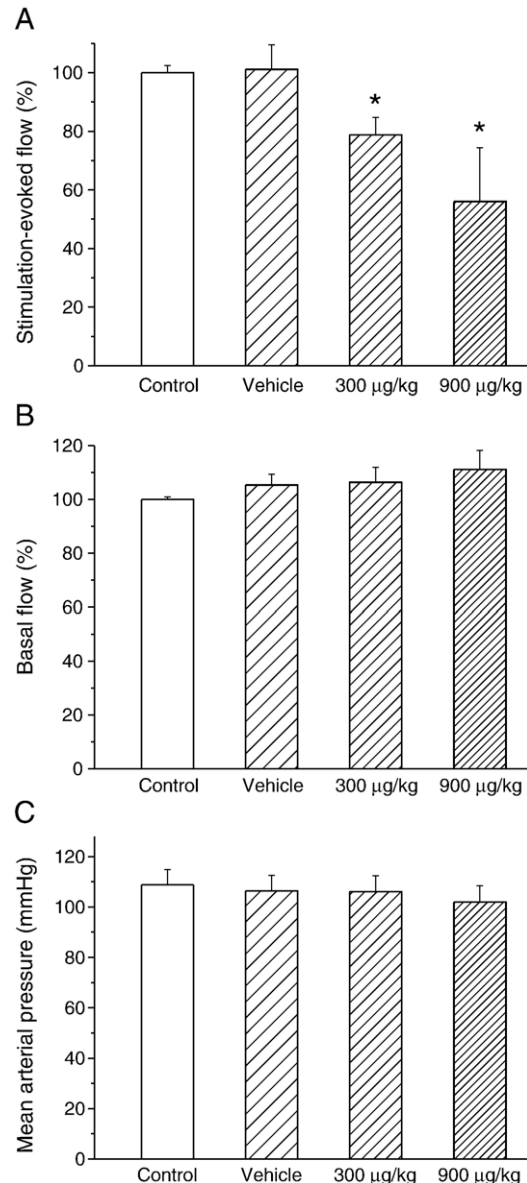 A
Stimulation-evoked flow (%)
100
80
60
40
20
0
*
*
Control Vehicle 300 μg/kg 900 μg/kg
B
Basal flow (%)
120
100
80
60
40
20
0
Control Vehicle 300 μg/kg 900 μg/kg
C
Mean arterial pressure (mmHg)
120
100
80
60
40
20
0
Control Vehicle 300 μg/kg 900 μg/kg